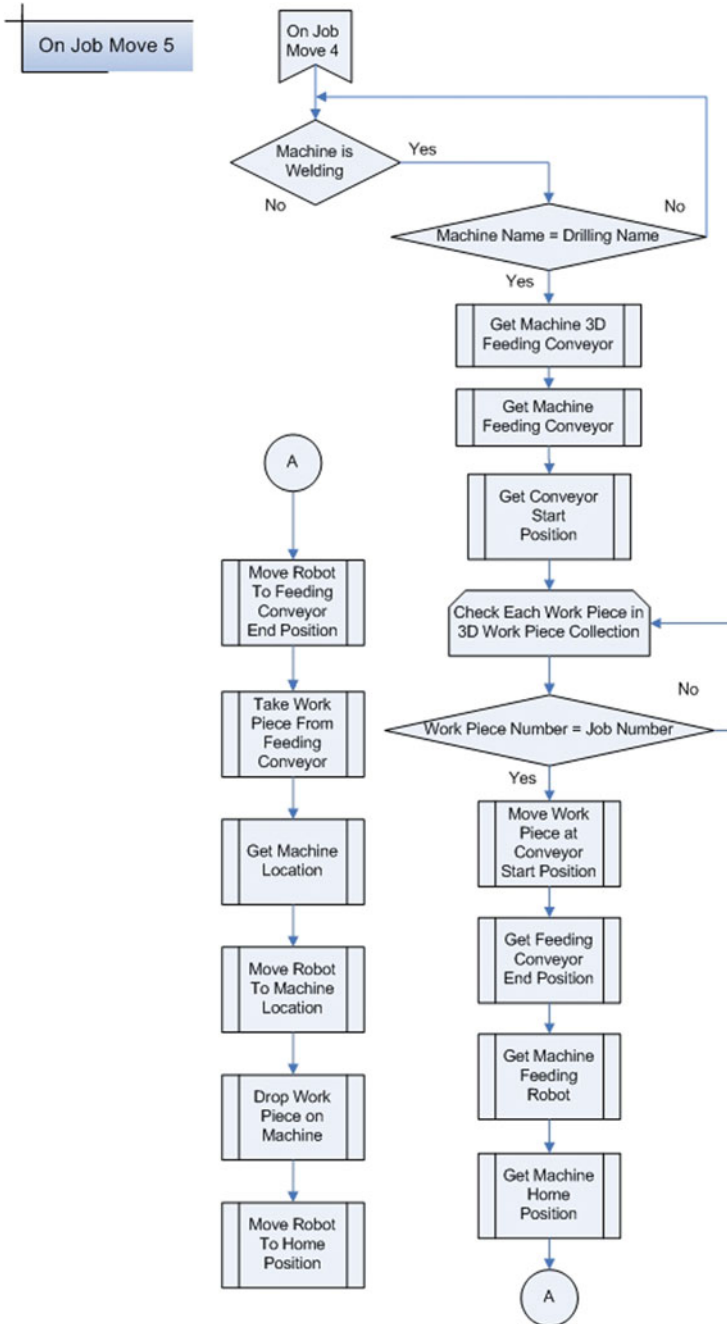 On Job Move 5
On Job
Move 4
Machine is
Welding
Yes
No
Machine Name = Drilling Name
No
Yes
Get Machine 3D
Feeding Conveyor
Get Machine
Feeding Conveyor
Get Conveyor
Start
Position
Check Each Work Piece in
3D Work Piece Collection
Work Piece Number = Job Number
No
Yes
Move Work
Piece at
Conveyor
Start Position
Get Feeding
Conveyor
End Position
Get Machine
Feeding
Robot
Get Machine
Home
Position
A
A
Move Robot
To Feeding
Conveyor
End Position
Take Work
Piece From
Feeding
Conveyor
Get Machine
Location
Move Robot
To Machine
Location
Drop Work
Piece on
Machine
Move Robot
To Home
Position